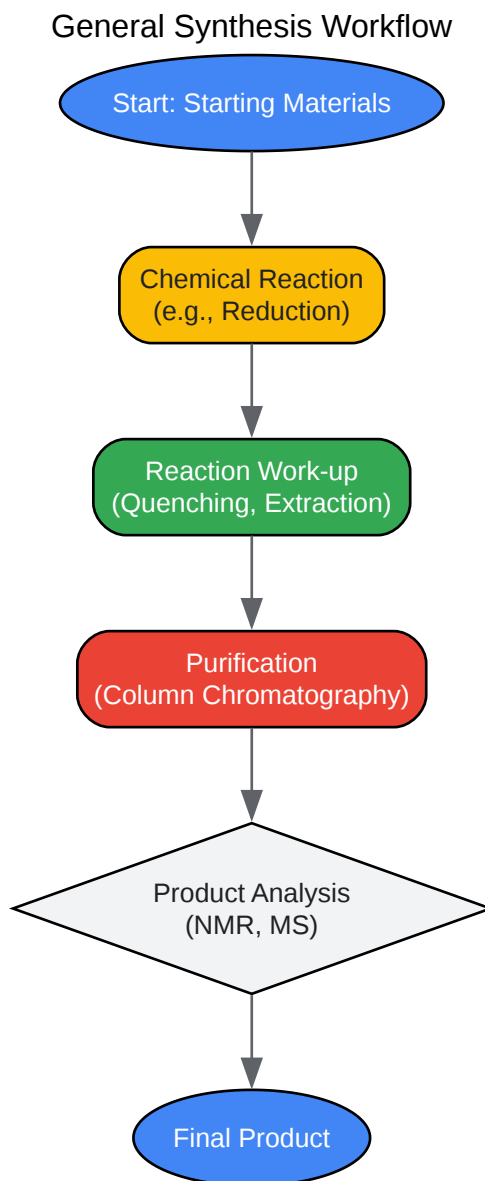 General Synthesis Workflow
Start: Starting Materials
Chemical Reaction
(e.g., Reduction)
Reaction Work-up
(Quenching, Extraction)
Purification
(Column Chromatography)
Product Analysis
(NMR, MS)
Final Product